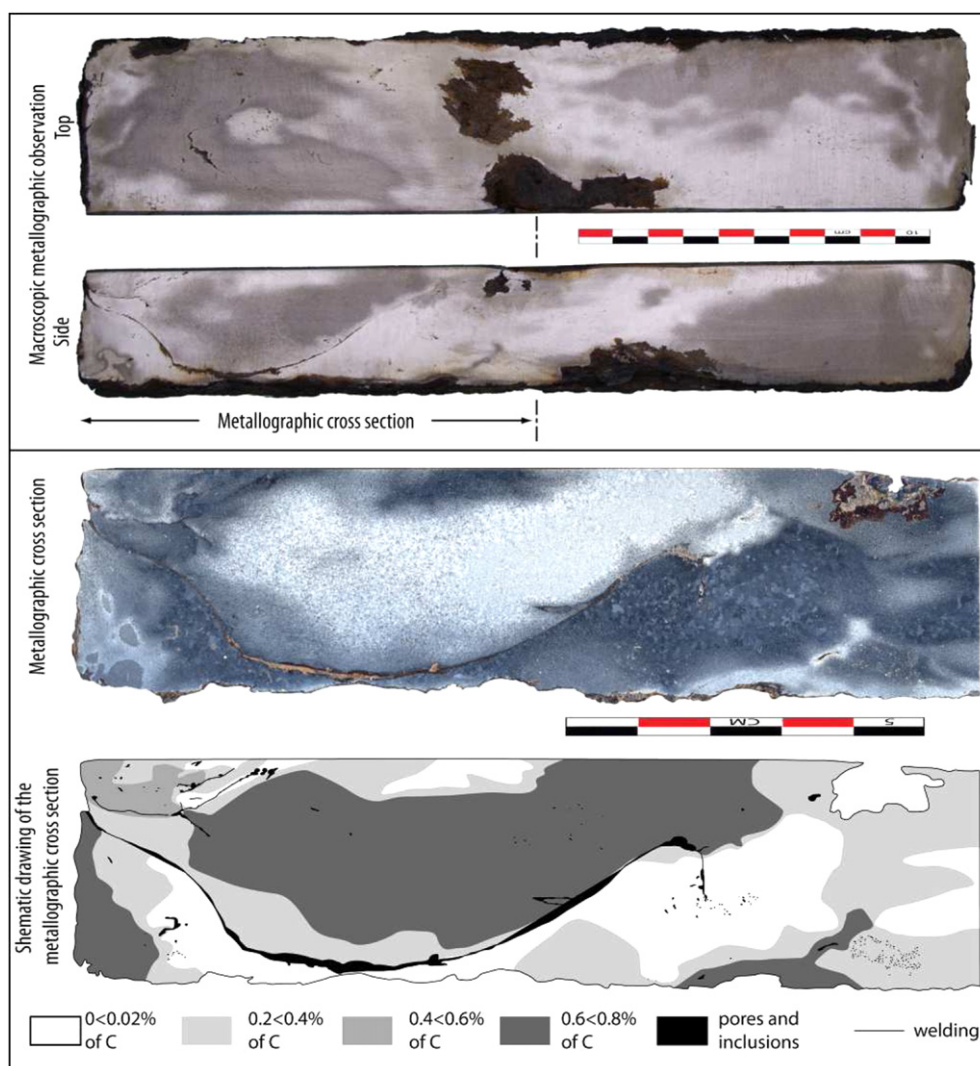 Macroscopic metallographic observation
Top
Side
cm
10
Metallographic cross section
Metallographic cross section
CM
5
Shematic drawing of the
metallographic cross section
0<0.02%
of C
0.2<0.4%
of C
0.4<0.6%
of C
0.6<0.8%
of C
pores and
inclusions
welding